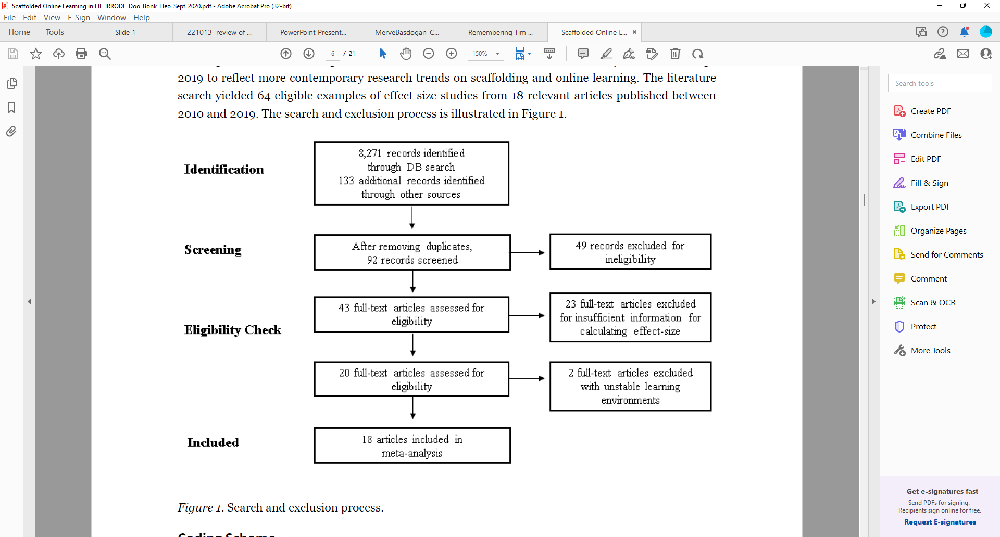 Scaffolded Online Learning in HE_IRRODL_Doo_Bonk_Heo_Sept_2020.pdf - Adobe Acrobat Pro (32-bit)
File Edit View E-Sign Window Help
Home Tools Slide 1 221013 review of ... PowerPoint Present... MerveBasdogan-C... Remembering Tim ... Scaffolded Online L... ×
6 / 21 150%
2019 to reflect more contemporary research trends on scaffolding and online learning. The literature
search yielded 64 eligible examples of effect size studies from 18 relevant articles published between
2010 and 2019. The search and exclusion process is illustrated in Figure 1.
Identification
8,271 records identified
through DB search
133 additional records identified
through other sources
Screening
After removing duplicates,
92 records screened
49 records excluded for
ineligibility
Eligibility Check
43 full-text articles assessed for
eligibility
23 full-text articles excluded
for insufficient information for
calculating effect-size
20 full-text articles assessed for
eligibility
2 full-text articles excluded
with unstable learning
environments
Included
18 articles included in
meta-analysis
Figure 1. Search and exclusion process.
Search tools
Create PDF
Combine Files
Edit PDF
Fill & Sign
Export PDF
Organize Pages
Send for Comments
Comment
Scan & OCR
Protect
More Tools
Get e-signatures fast
Send PDFs for signing.
Recipients sign online for free.
Request E-signatures